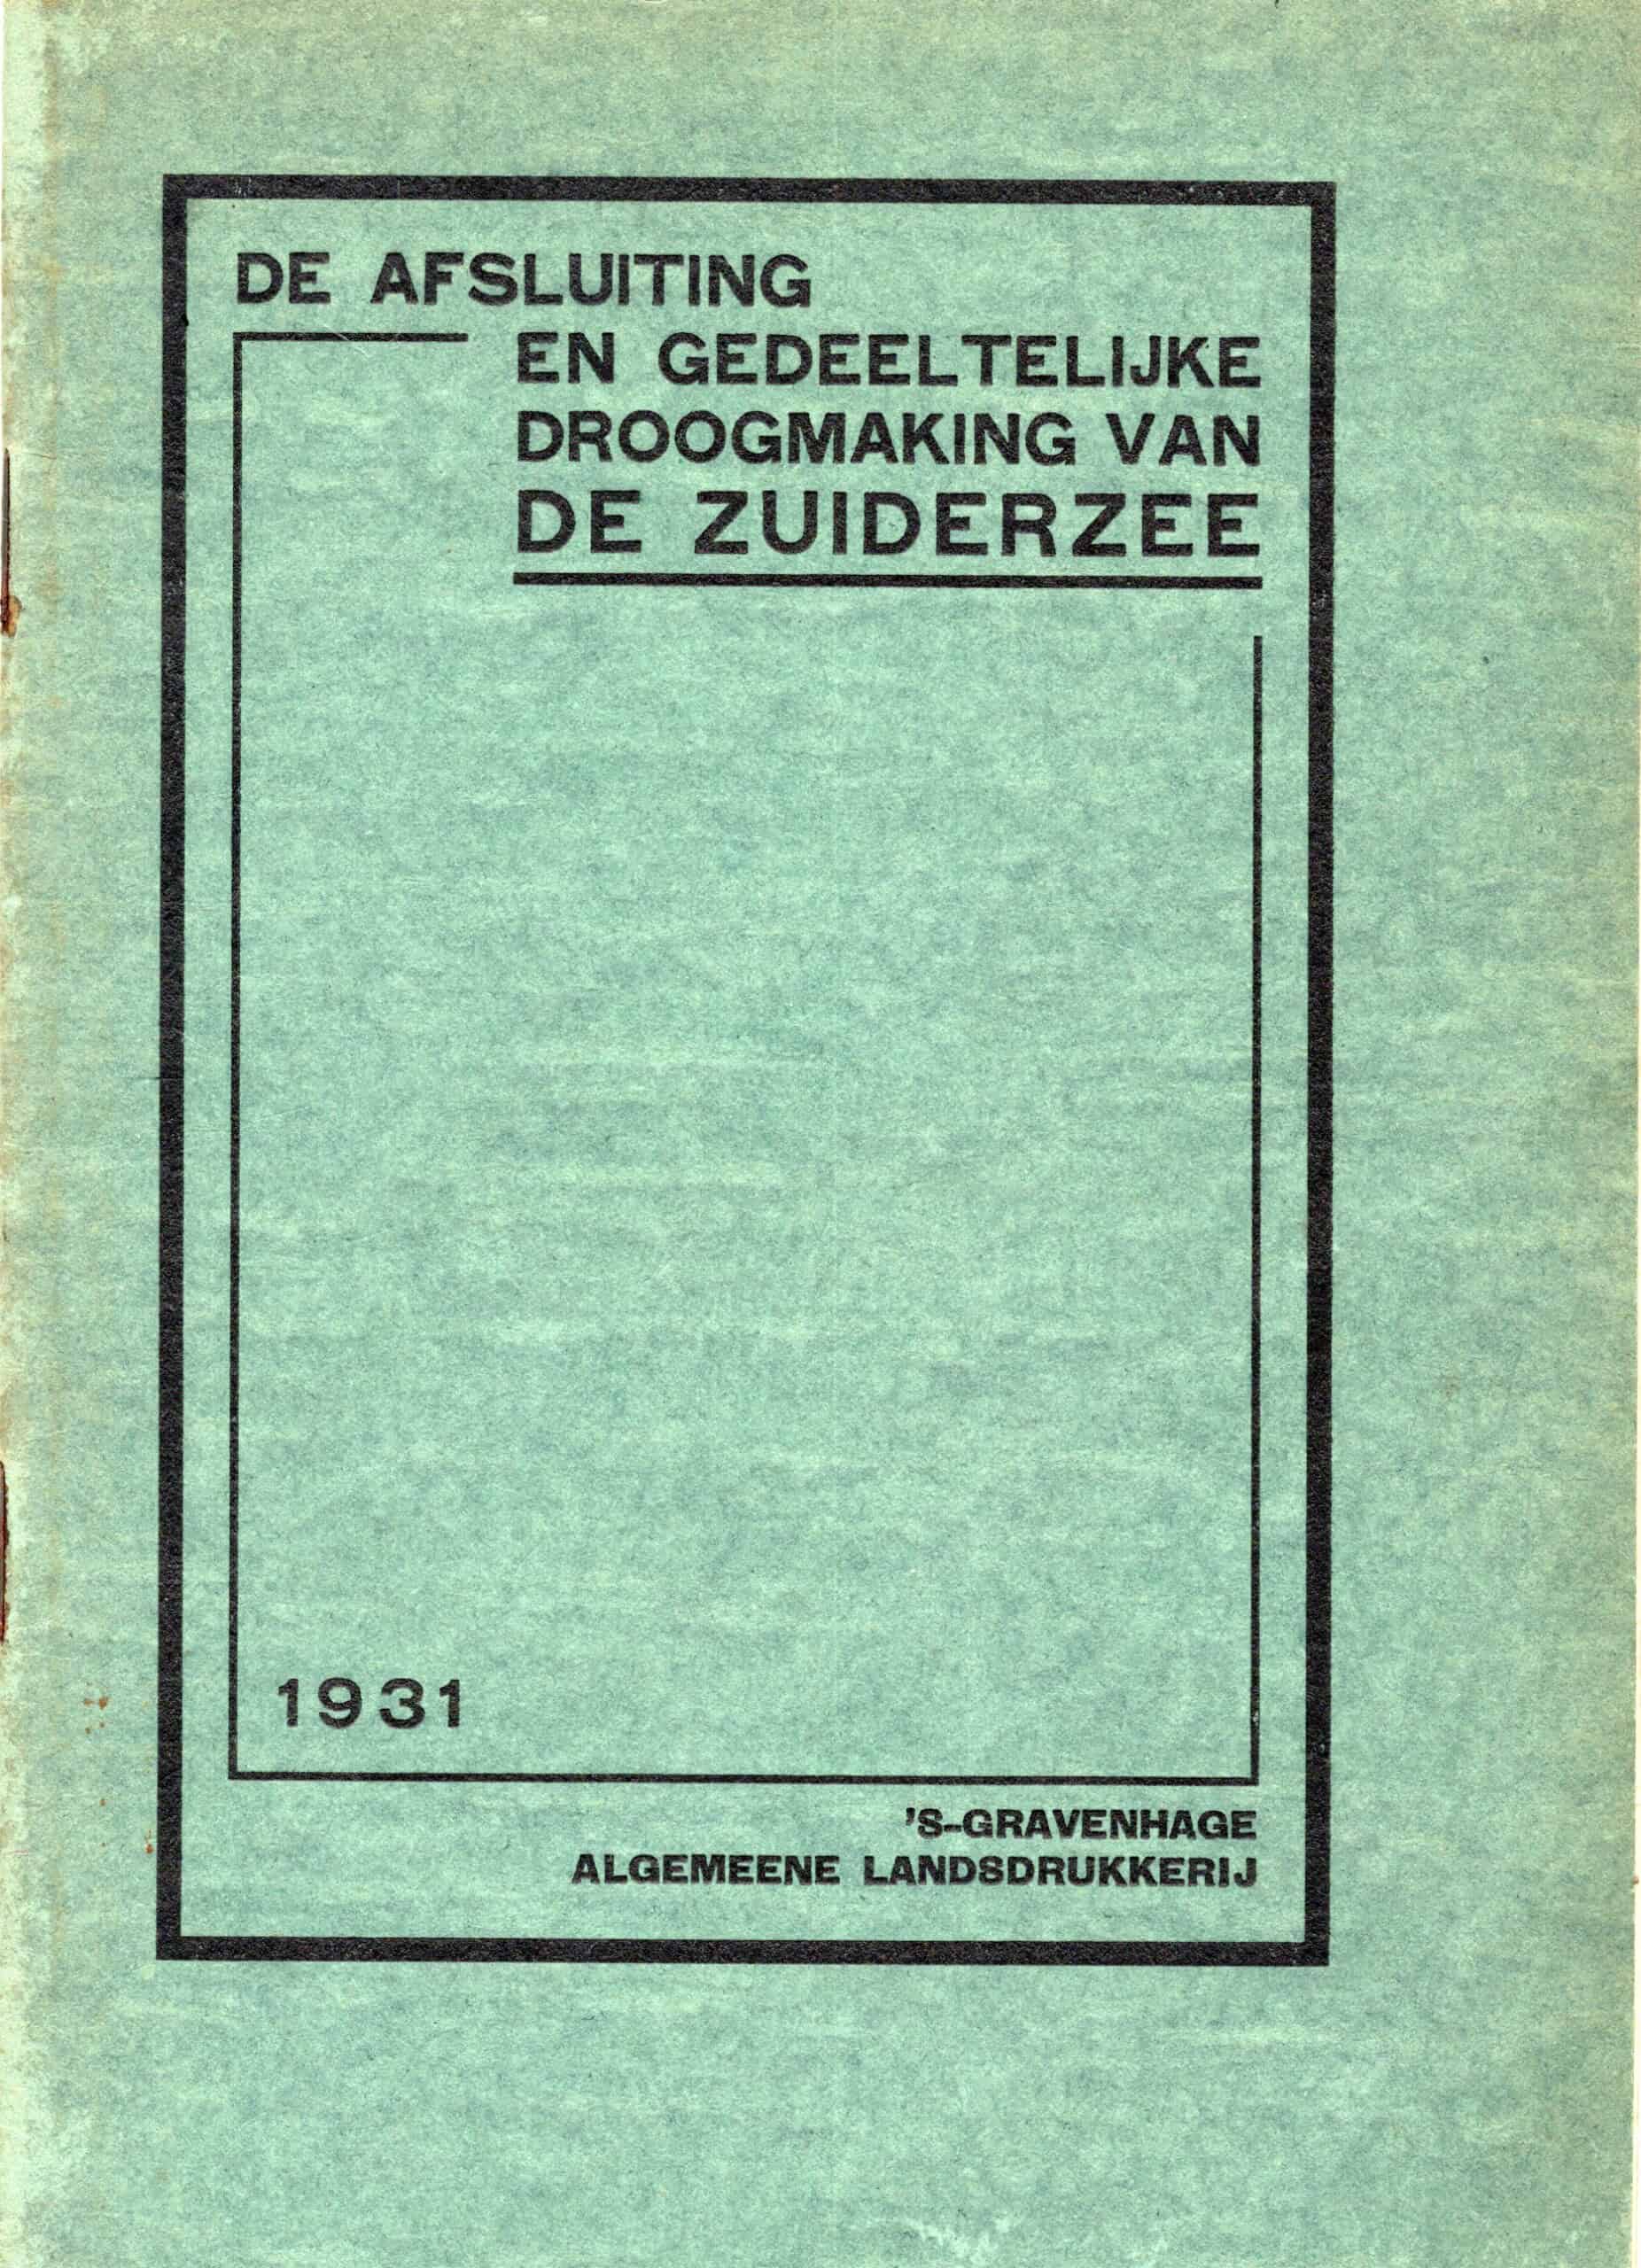 DE AFSLUITING
EN GEDEELTELIJKE
DROOGMAKING VAN
DE ZUIDERZEE
1931
'S-GRAVENHAGE
ALGEMEENE LANDSDRUKKERIJ